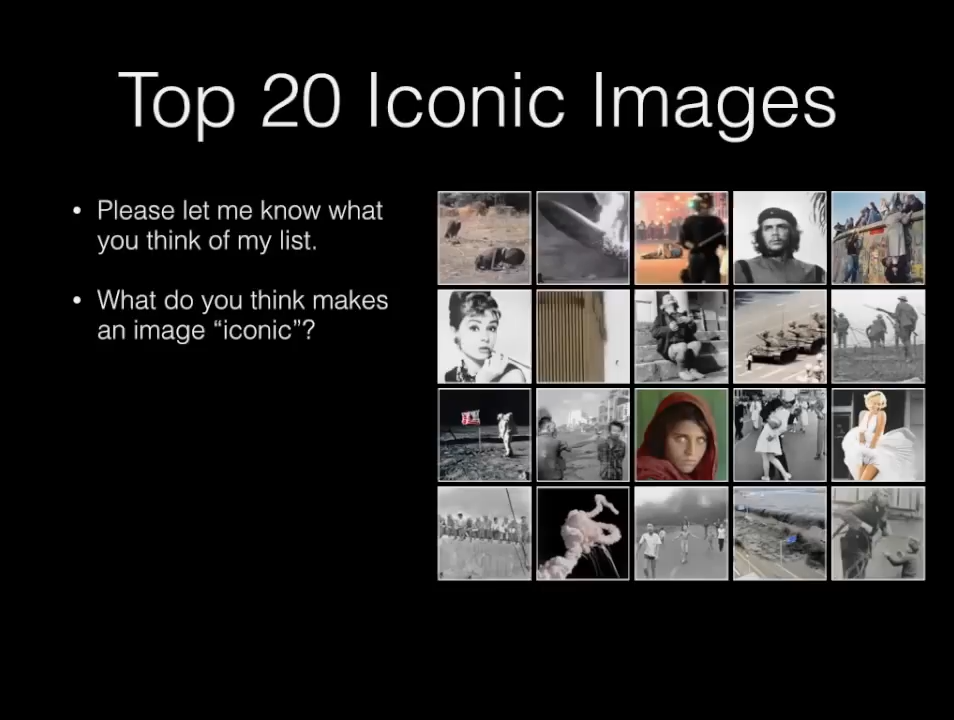 Top 20 Iconic Images
• Please let me know what
you think of my list.
• What do you think makes
an image “iconic”?